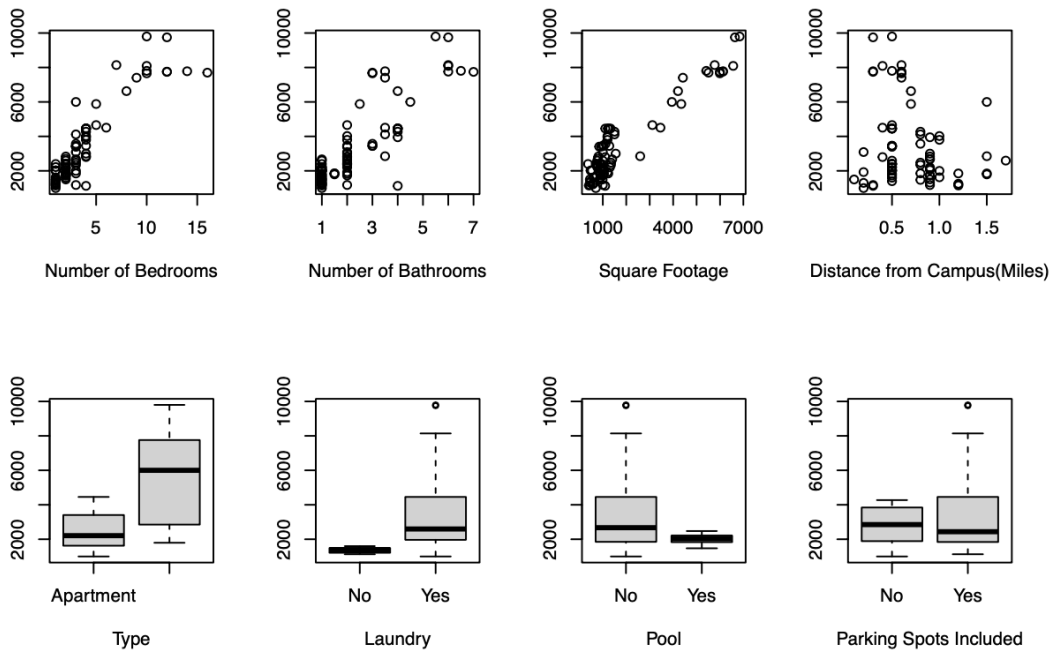 2000 6000 10000
5 10 15
Number of Bedrooms
2000 6000 10000
1 3 5 7
Number of Bathrooms
2000 6000 10000
1000 4000 7000
Square Footage
2000 6000 10000
0.5 1.0 1.5
Distance from Campus(Miles)
2000 6000 10000
Apartment
Type
2000 6000 10000
No Yes
Laundry
2000 6000 10000
No Yes
Pool
2000 6000 10000
No Yes
Parking Spots Included